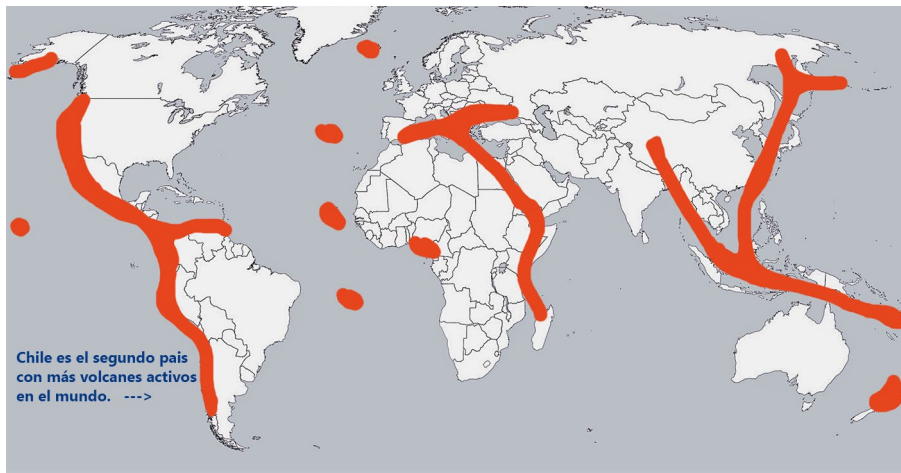 Chile es el segundo pais
con más volcanes activos
en el mundo.   --->